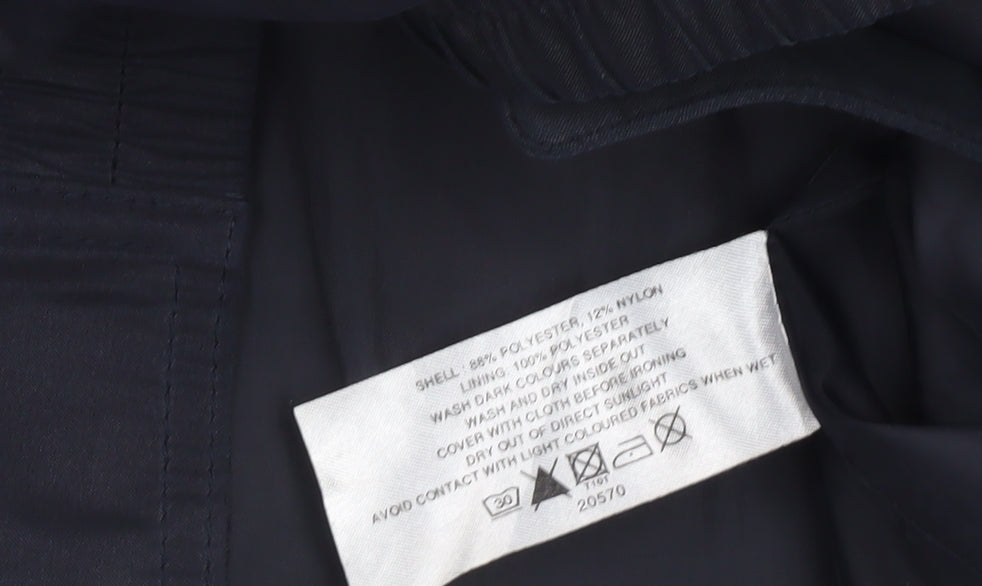 SHELL : 88% POLYESTER, 12% NYLON
LINING: 100% POLYESTER
WASH DARK COLOURS SEPARATELY
WASH AND DRY INSIDE OUT
COVER WITH CLOTH BEFORE IRONING
DRY OUT OF DIRECT SUNLIGHT
AVOID CONTACT WITH LIGHT COLOURED FABRICS WHEN WET
30
T101
20570